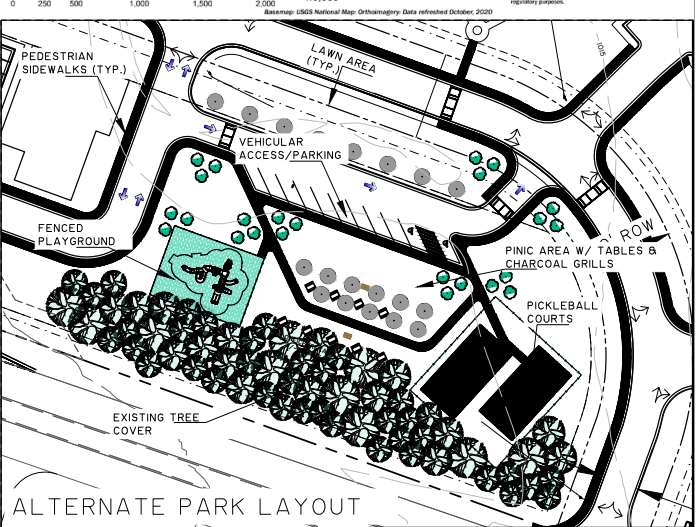 0 250 500 1,000 1,500 2,000
regulatory purposes.
Basemap: USGS National Map: Orthoimagery: Data refreshed October, 2020
PEDESTRIAN
SIDEWALKS (TYP.)
LAWN AREA
(TYP.)
1015
VEHICULAR
ACCESS/PARKING
FENCED
PLAYGROUND
ROW
PINIC AREA W/ TABLES &
CHARCOAL GRILLS
PICKLEBALL
COURTS
EXISTING TREE
COVER
ALTERNATE PARK LAYOUT